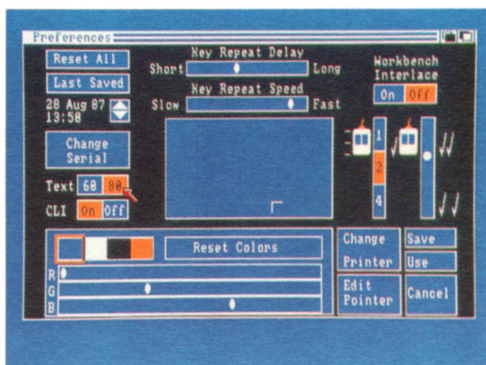 Preferences
Reset All
Last Saved
28 Aug 87
13:50
Change
Serial
Text 60 80
CLI On Off
Key Repeat Delay
Short Long
Key Repeat Speed
Slow Fast
Workbench
Interlace
On Off
1
2
4
Reset Colors
R
G
B
Change
Printer
Edit
Pointer
Save
Use
Cancel